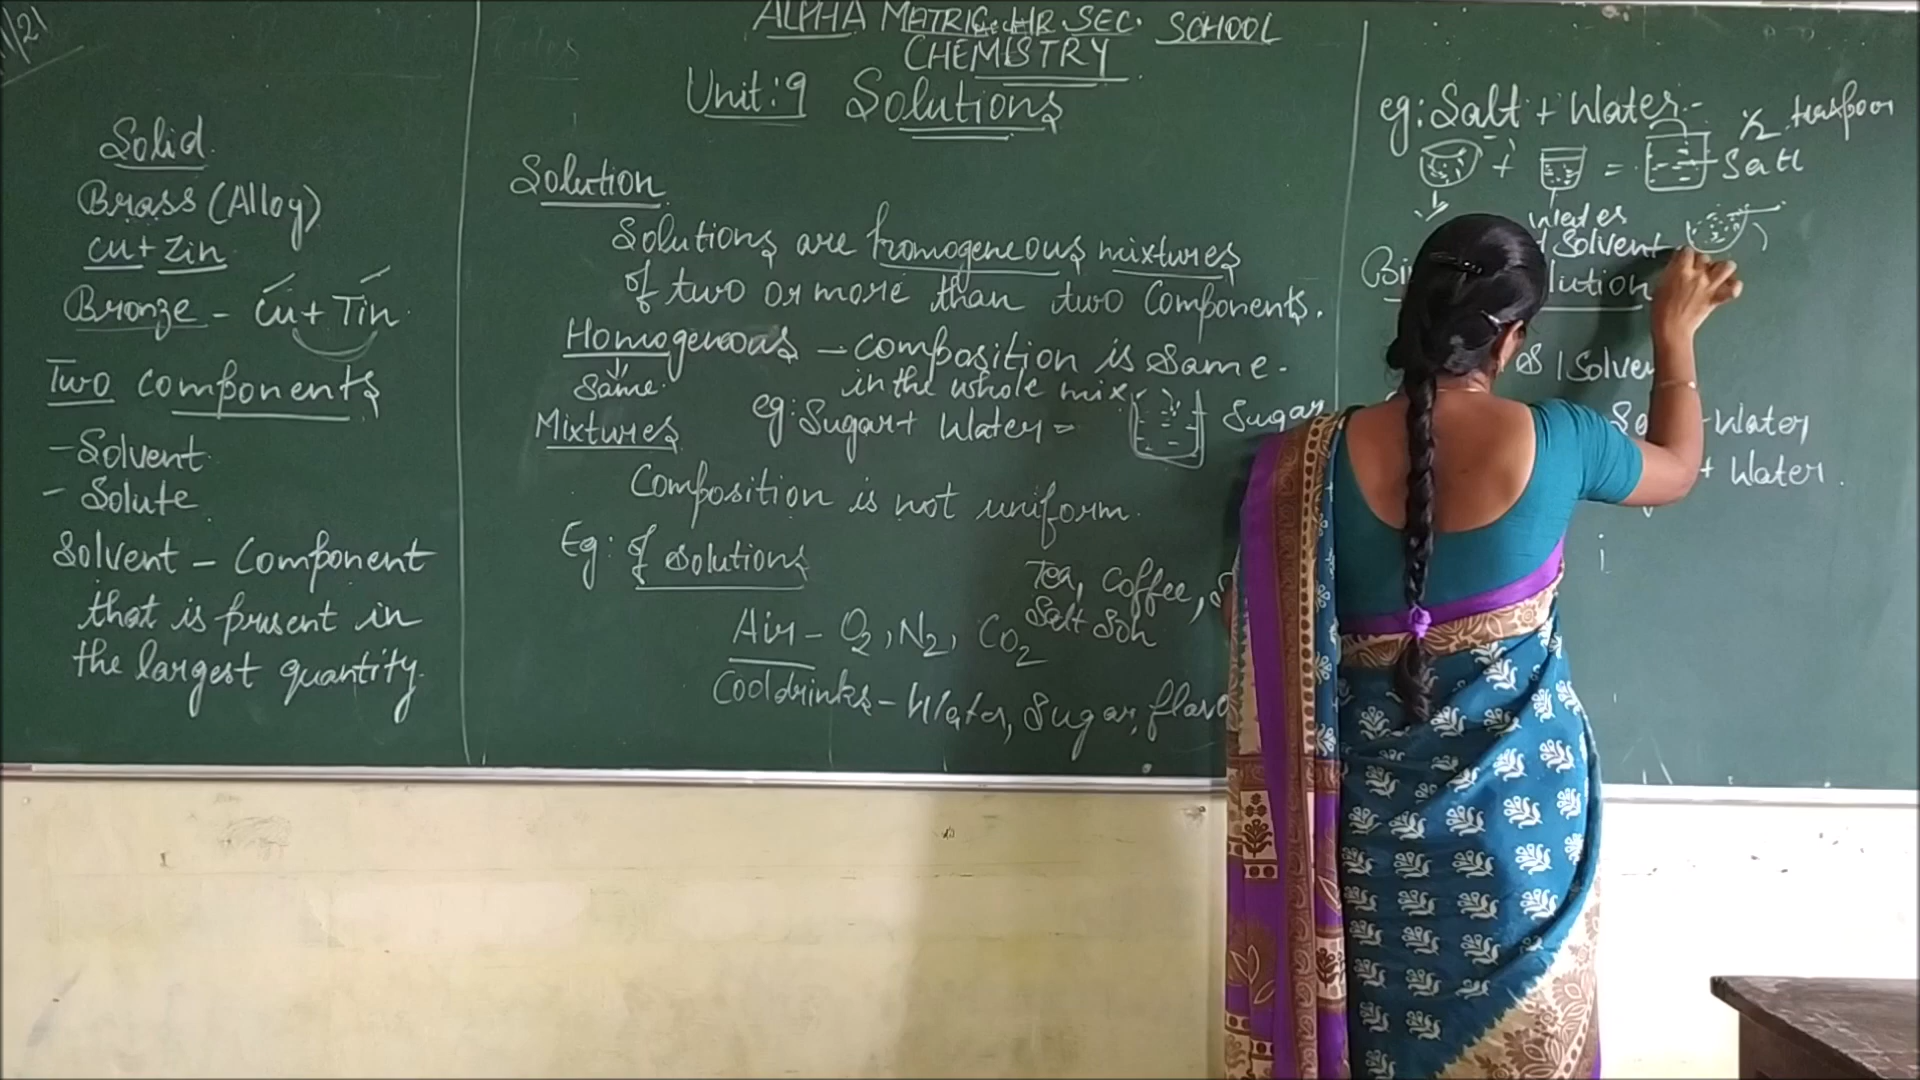 1/21
ALPHA MATRIC.HR.SEC. SCHOOL
CHEMISTRY
Unit:9 Solutions
Solid
Brass (Alloy)
Cu + Zin
Bronze - Cu + Tin
Two Components
- Solvent
- Solute
Solvent - Component
that is present in
the largest quantity.
Solution
Solutions are homogeneous mixtures
of two or more than two Components.
Homogeneous - composition is same.
Same. in the whole mix
Mixtures eg: Sugar + Water = Sugar
Composition is not uniform.
Eg: of solutions
Tea, Coffee,
Salt Soln
Air - O2, N2, CO2
Cooldrinks - Water, Sugar, flavo
eg: Salt + Water -
1/2 teaspoon
+ = Salt
Water
Solvent
Bi lution
s | Solven
Water
+ Water.